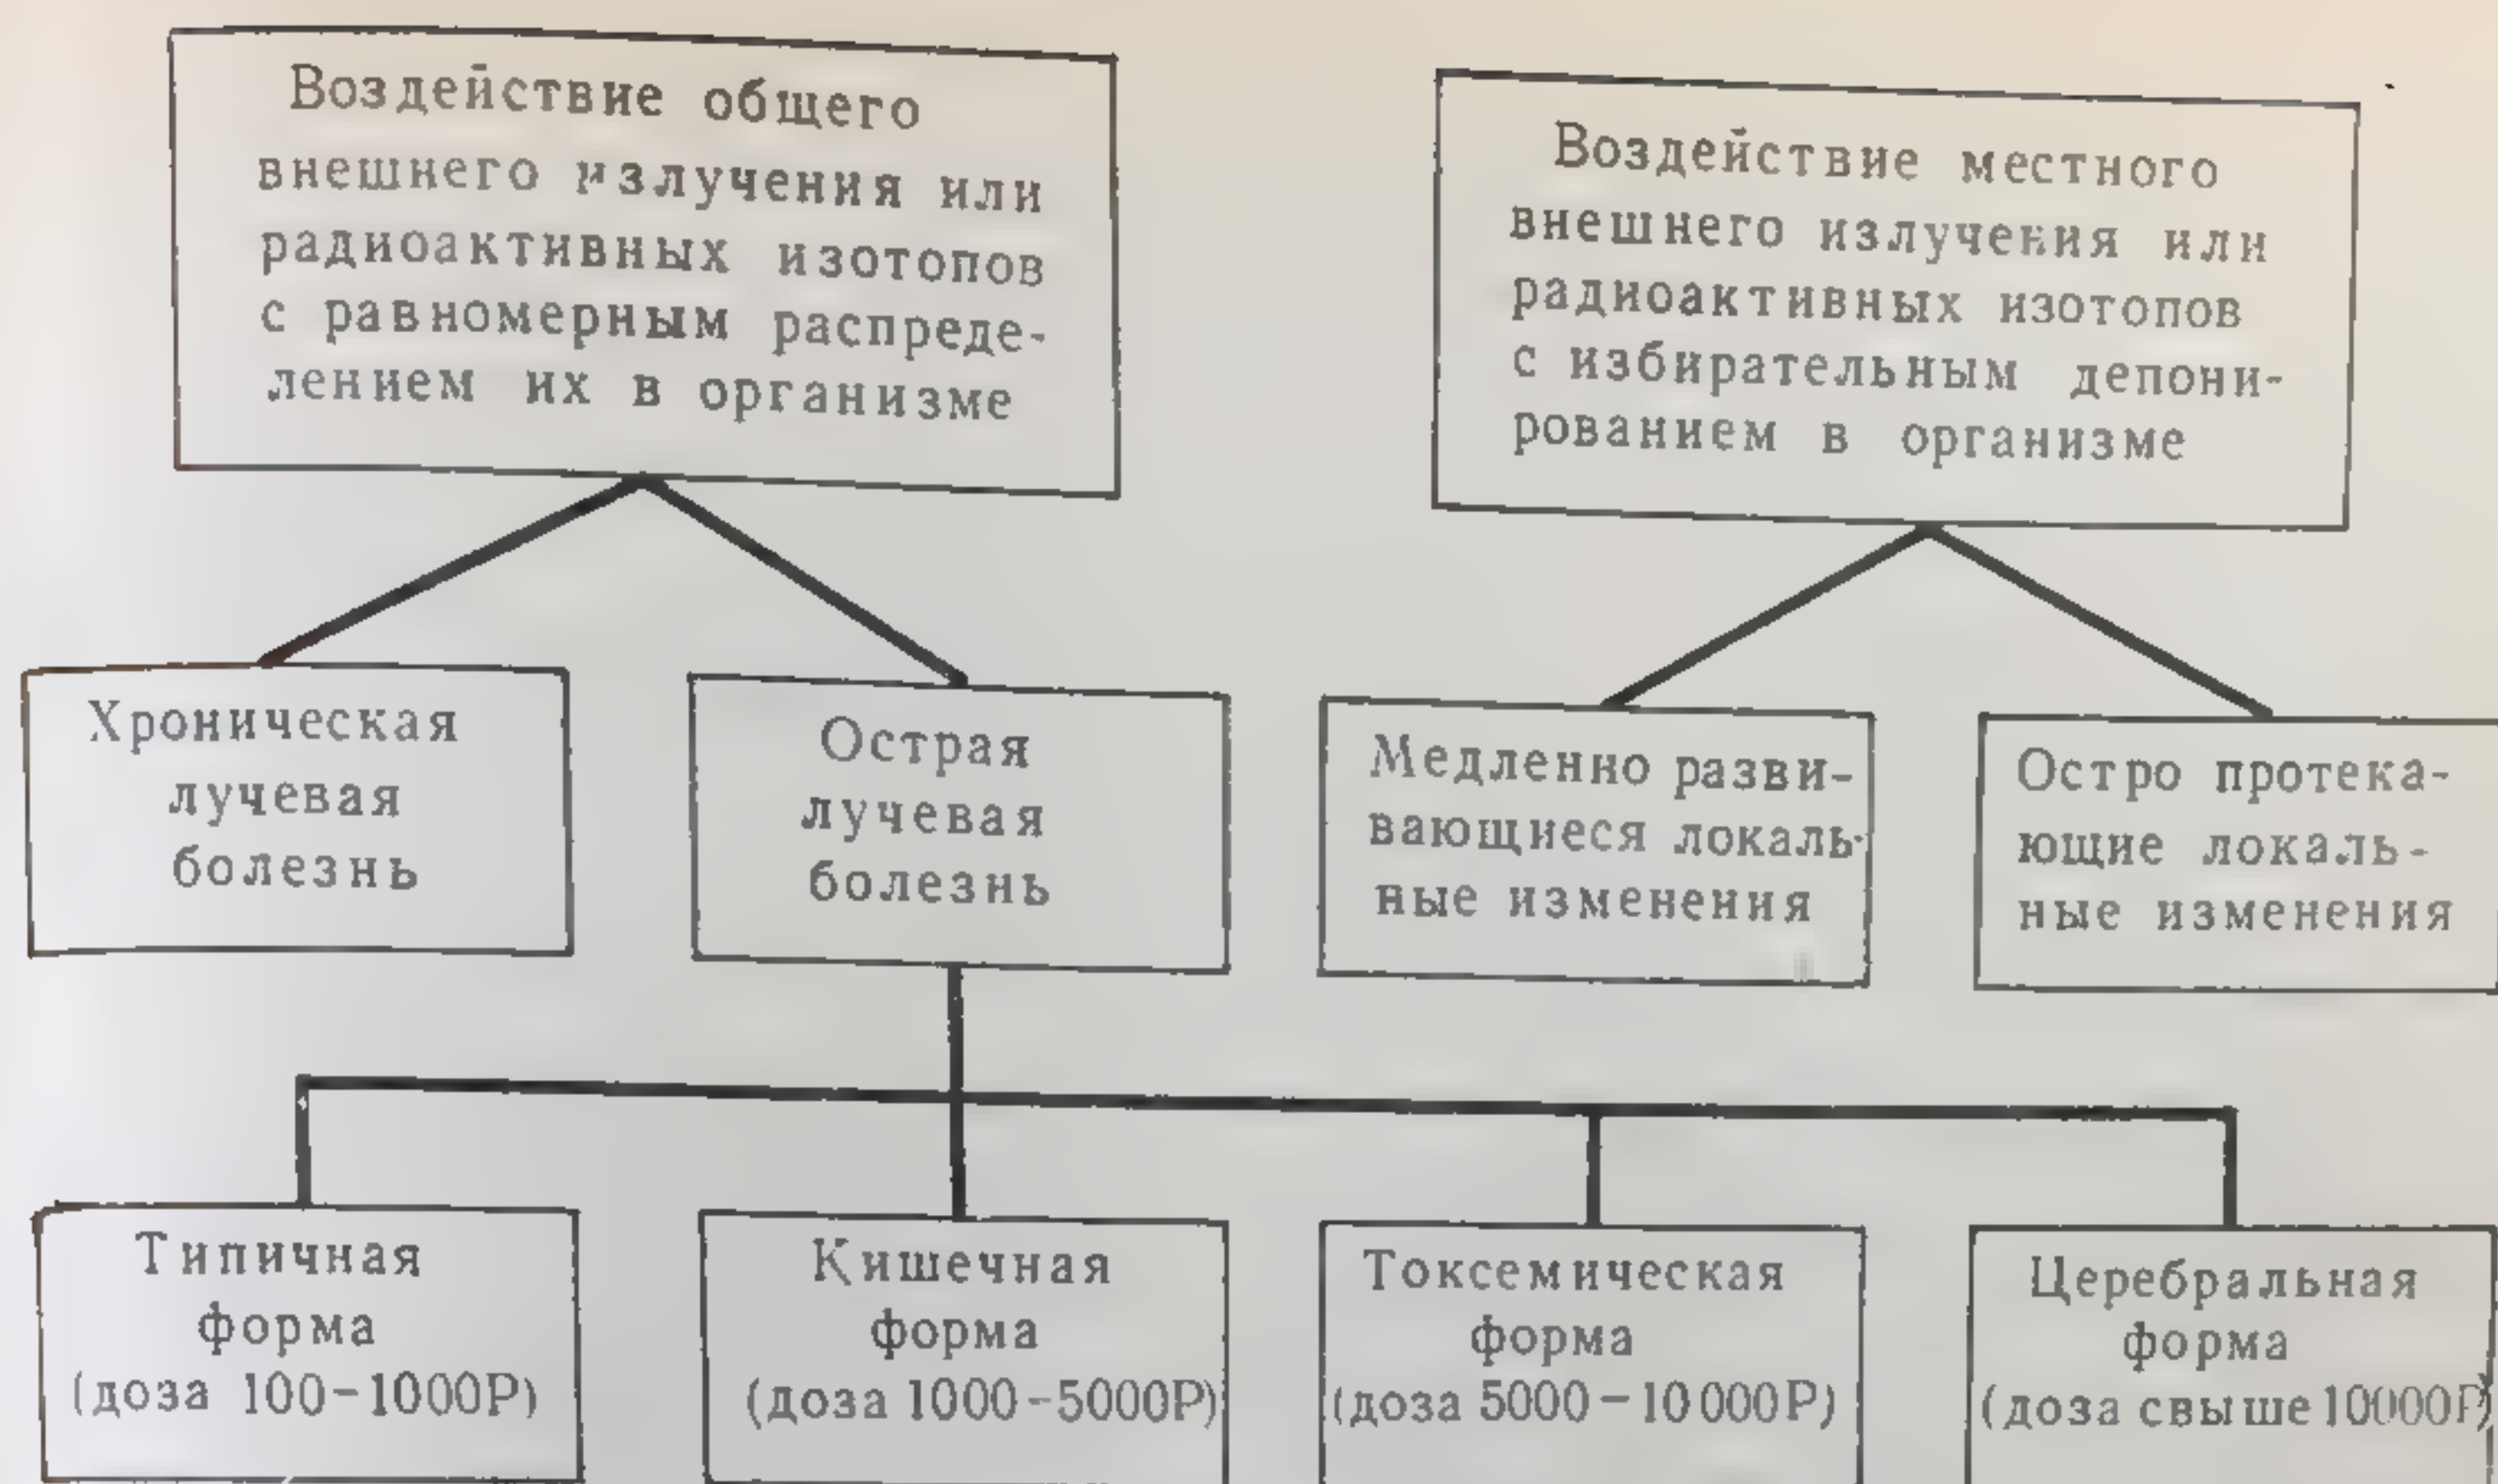 Воздействие общего
внешнего излучения или
радиоактивных изотопов
с равномерным распреде-
лением их в организме
Воздействие местного
внешнего излучения или
радиоактивных изотопов
с избирательным депони-
рованием в организме
Хроническая
лучевая
болезнь
Острая
лучевая
болезнь
Медленно разви-
вающиеся локаль-
ные изменения
Остро протека-
ющие локаль-
ные изменения
Типичная
форма
(доза 100-1000Р)
Кишечная
форма
(доза 1000-5000Р)
Токсемическая
форма
(доза 5000-10 000Р)
Церебральная
форма
(доза свыше 10000Р)